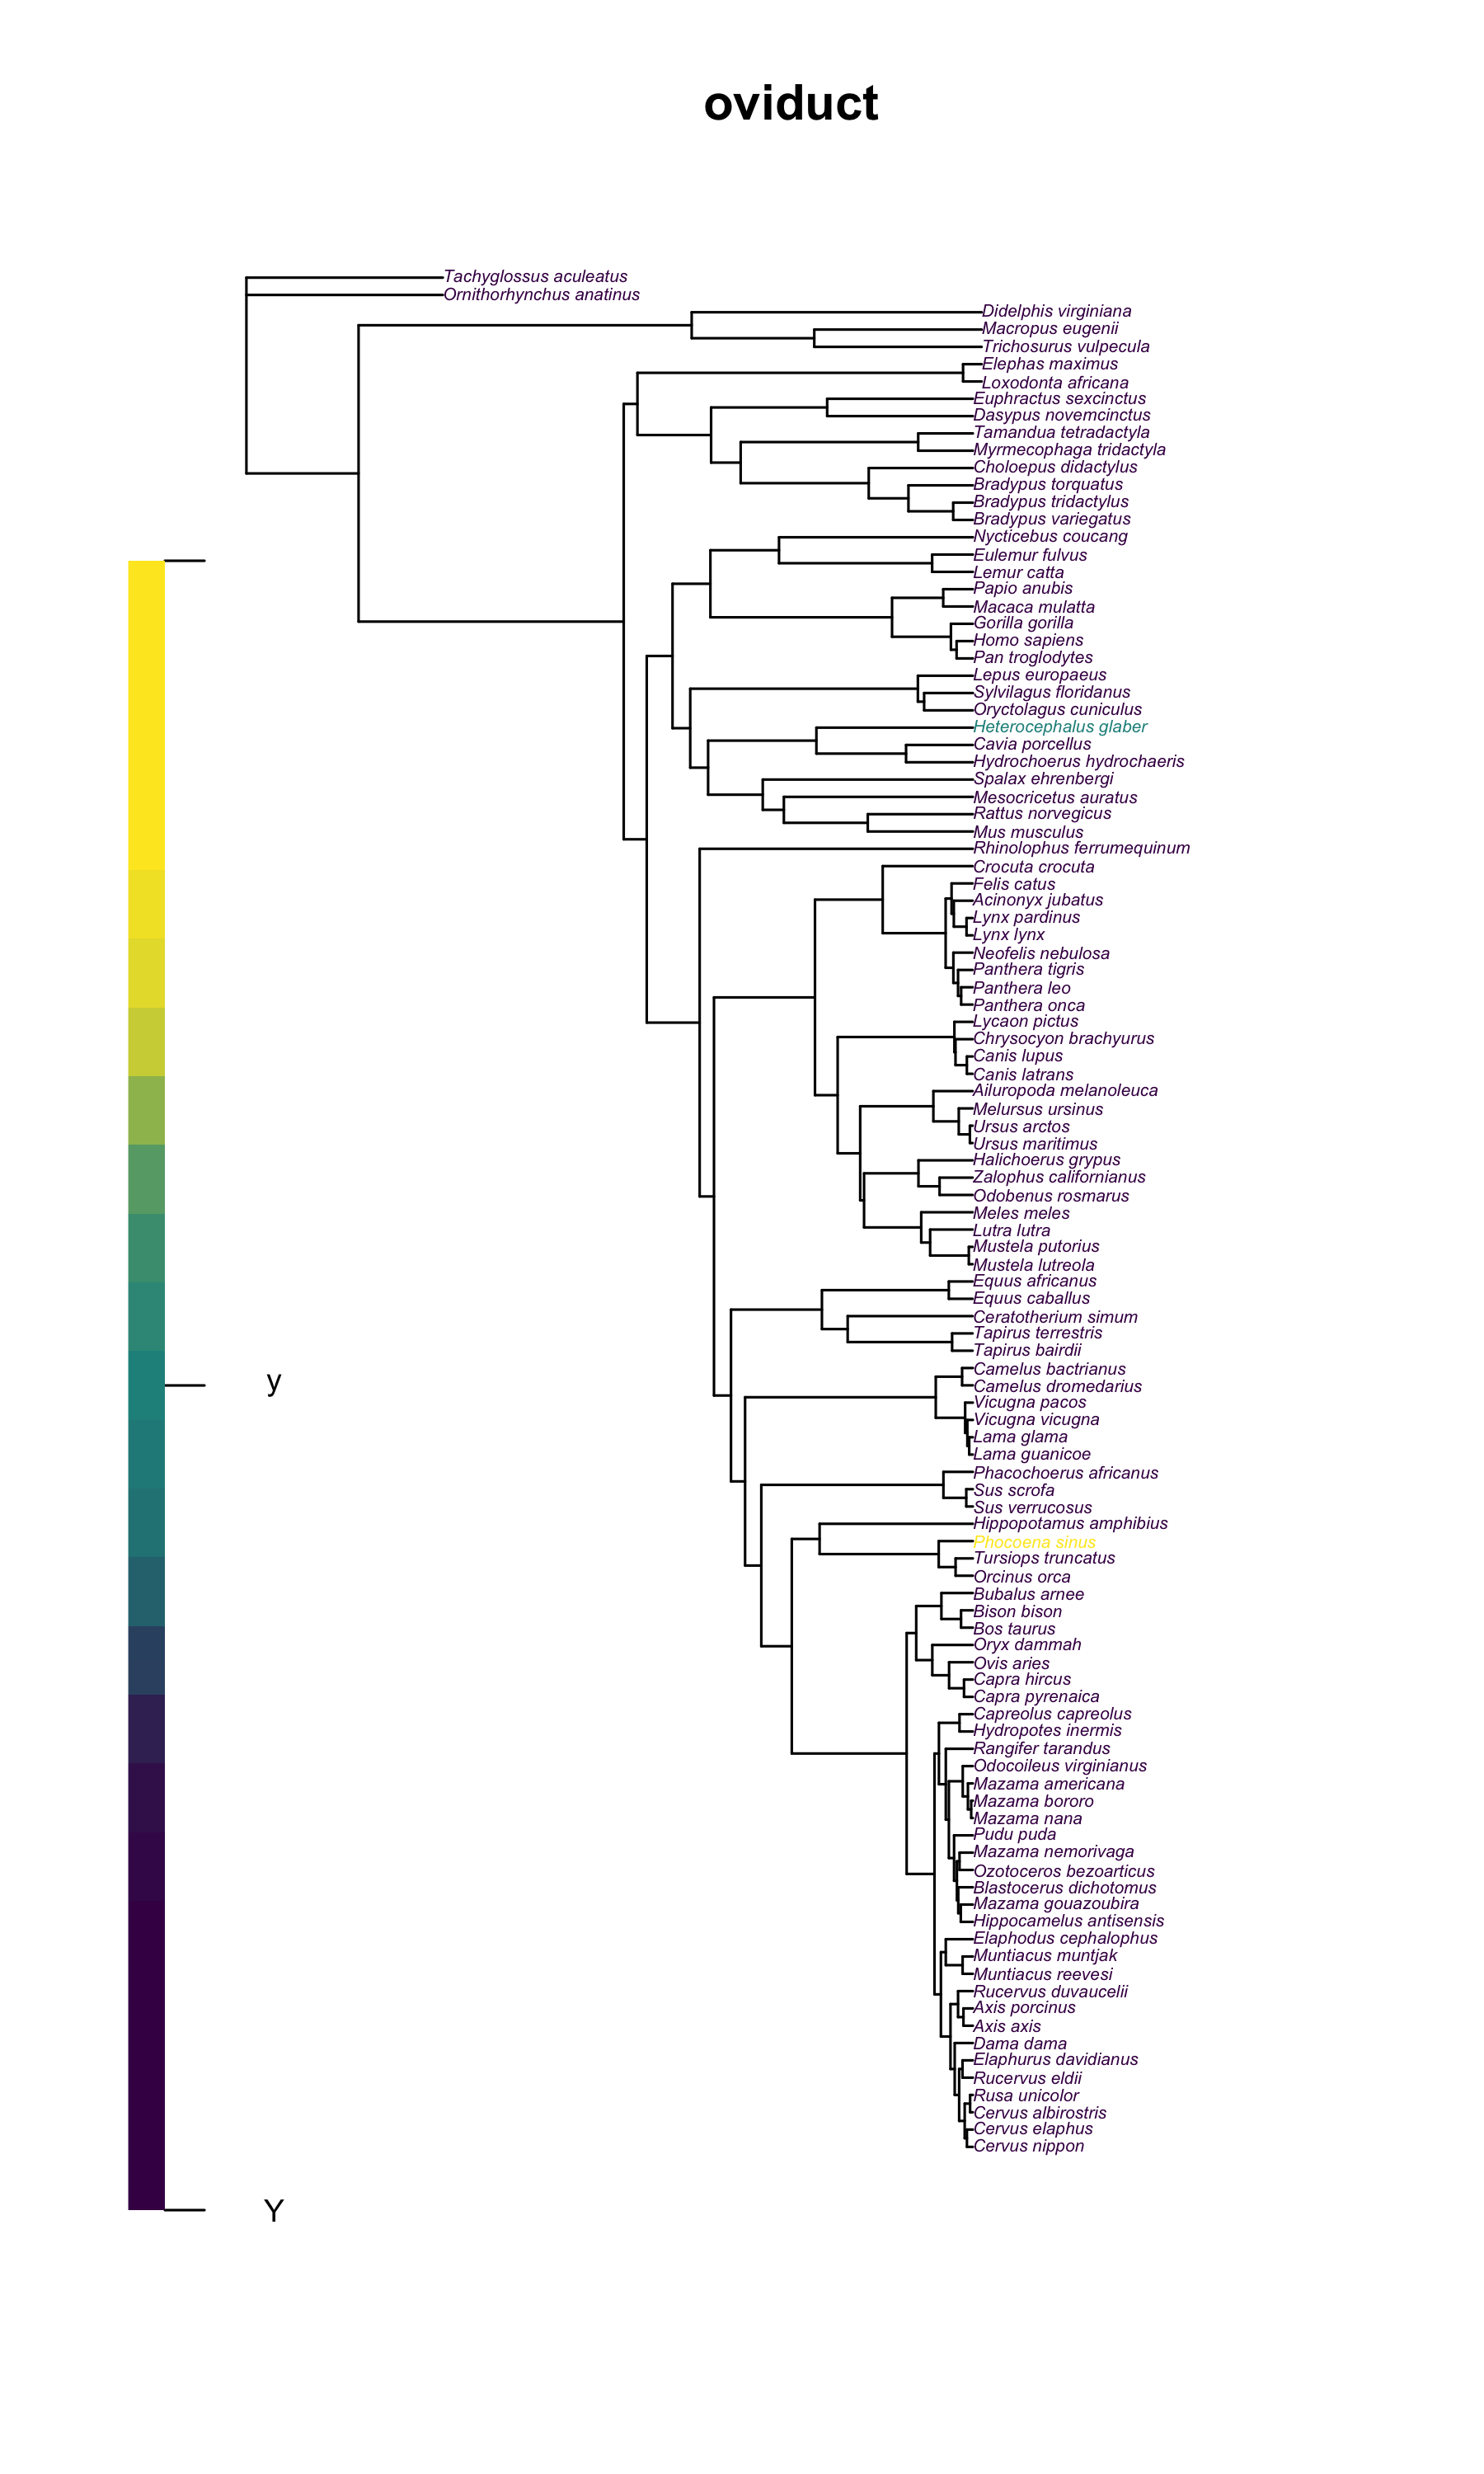 oviduct
Tachyglossus aculeatus
Ornithorhynchus anatinus
Didelphis virginiana
Macropus eugenii
Trichosurus vulpecula
Elephas maximus
Loxodonta africana
Euphractus sexcinctus
Dasypus novemcinctus
Tamandua tetradactyla
Myrmecophaga tridactyla
Choloepus didactylus
Bradypus torquatus
Bradypus tridactylus
Bradypus variegatus
Nycticebus coucang
Eulemur fulvus
Lemur catta
Papio anubis
Macaca mulatta
Gorilla gorilla
Homo sapiens
Pan troglodytes
Lepus europaeus
Sylvilagus floridanus
Oryctolagus cuniculus
Heterocephalus glaber
Cavia porcellus
Hydrochoerus hydrochaeris
Spalax ehrenbergi
Mesocricetus auratus
Rattus norvegicus
Mus musculus
Rhinolophus ferrumequinum
Crocuta crocuta
Felis catus
Acinonyx jubatus
Lynx pardinus
Lynx lynx
Neofelis nebulosa
Panthera tigris
Panthera leo
Panthera onca
Lycaon pictus
Chrysocyon brachyurus
Canis lupus
Canis latrans
Ailuropoda melanoleuca
Melursus ursinus
Ursus arctos
Ursus maritimus
Halichoerus grypus
Zalophus californianus
Odobenus rosmarus
Meles meles
Lutra lutra
Mustela putorius
Mustela lutreola
Equus africanus
Equus caballus
Ceratotherium simum
Tapirus terrestris
Tapirus bairdii
Camelus bactrianus
y
Camelus dromedarius
Vicugna pacos
Vicugna vicugna
Lama glama
Lama guanicoe
Phacochoerus africanus
Sus scrofa
Sus verrucosus
Hippopotamus amphibius
Phocoena sinus
Tursiops truncatus
Orcinus orca
Bubalus arnee
Bison bison
Bos taurus
Oryx dammah
Ovis aries
Capra hircus
Capra pyrenaica
Capreolus capreolus
Hydropotes inermis
Rangifer tarandus
Odocoileus virginianus
Mazama americana
Mazama bororo
Mazama nana
Pudu puda
Mazama nemorivaga
Ozotoceros bezoarticus
Blastocerus dichotomus
Mazama gouazoubira
Hippocamelus antisensis
Elaphodus cephalophus
Muntiacus muntjak
Muntiacus reevesi
Rucervus duvaucelii
Axis porcinus
Axis axis
Dama dama
Elaphurus davidianus
Rucervus eldii
Rusa unicolor
Cervus albirostris
Cervus elaphus
Cervus nippon
Y